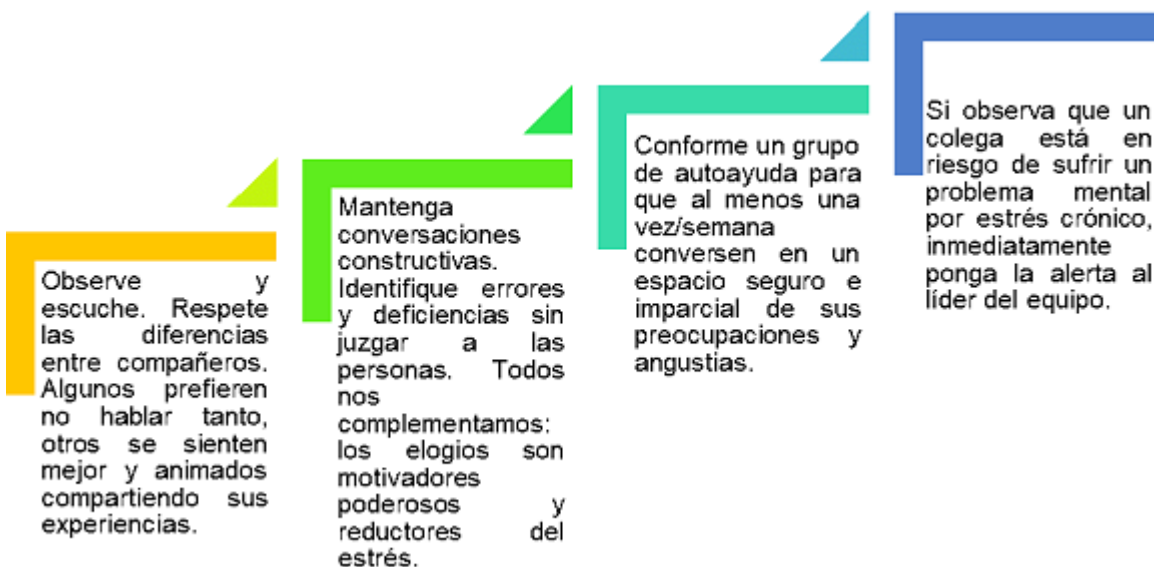 Observe y
escuche. Respete
las diferencias
entre compañeros.
Algunos prefieren
no hablar tanto,
otros se sienten
mejor y animados
compartiendo sus
experiencias.
Mantenga
conversaciones
constructivas.
Identifique errores
y deficiencias sin
juzgar a las
personas. Todos
nos
complementamos:
los elogios son
motivadores
poderosos y
reductores del
estrés.
Conforme un grupo
de autoayuda para
que al menos una
vez/semana
conversen en un
espacio seguro e
imparcial de sus
preocupaciones y
angustias.
Si observa que un
colega está en
riesgo de sufrir un
problema mental
por estrés crónico,
inmediatamente
ponga la alerta al
líder del equipo.